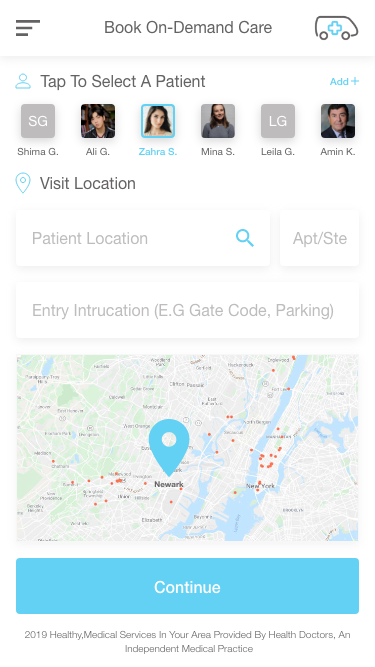 Book On-Demand Care
Tap To Select A Patient
Add +
SG
LG
Shima G.
Ali G.
Zahra S.
Mina S.
Leila G.
Amin K.
Visit Location
Patient Location
Apt/Ste
Entry Intrucation (E.G Gate Code, Parking)
Newark
New York
Union
Elizabeth
Continue
2019 Healthy,Medical Services In Your Area Provided By Health Doctors, An
Independent Medical Practice